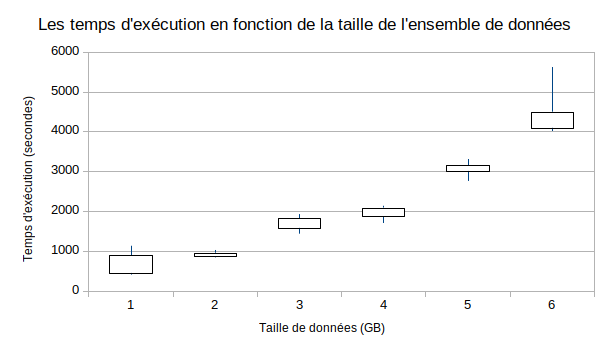 Les temps d'exécution en fonction de la taille de l'ensemble de données
6000
5000
4000
3000
2000
1000
0
Temps d'exécution (secondes)
1 2 3 4 5 6
Taille de données (GB)